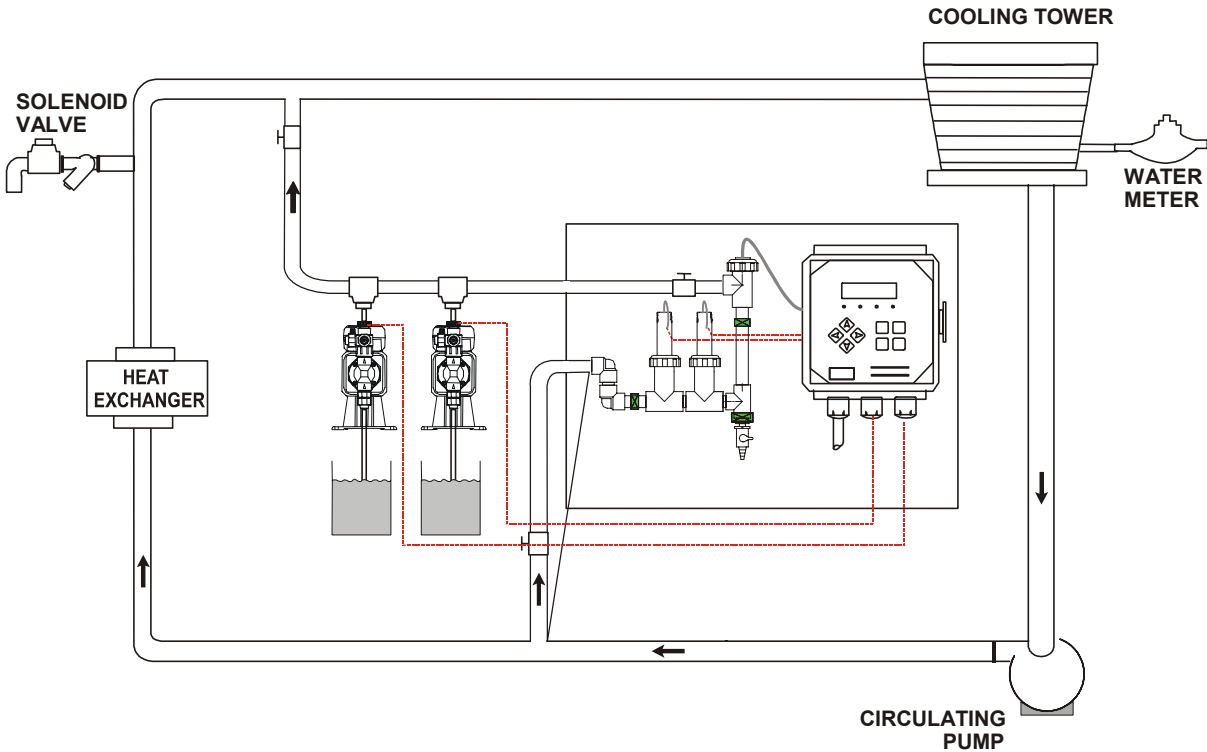 COOLING TOWER
SOLENOID
VALVE
WATER
METER
HEAT
EXCHANGER
CIRCULATING
PUMP